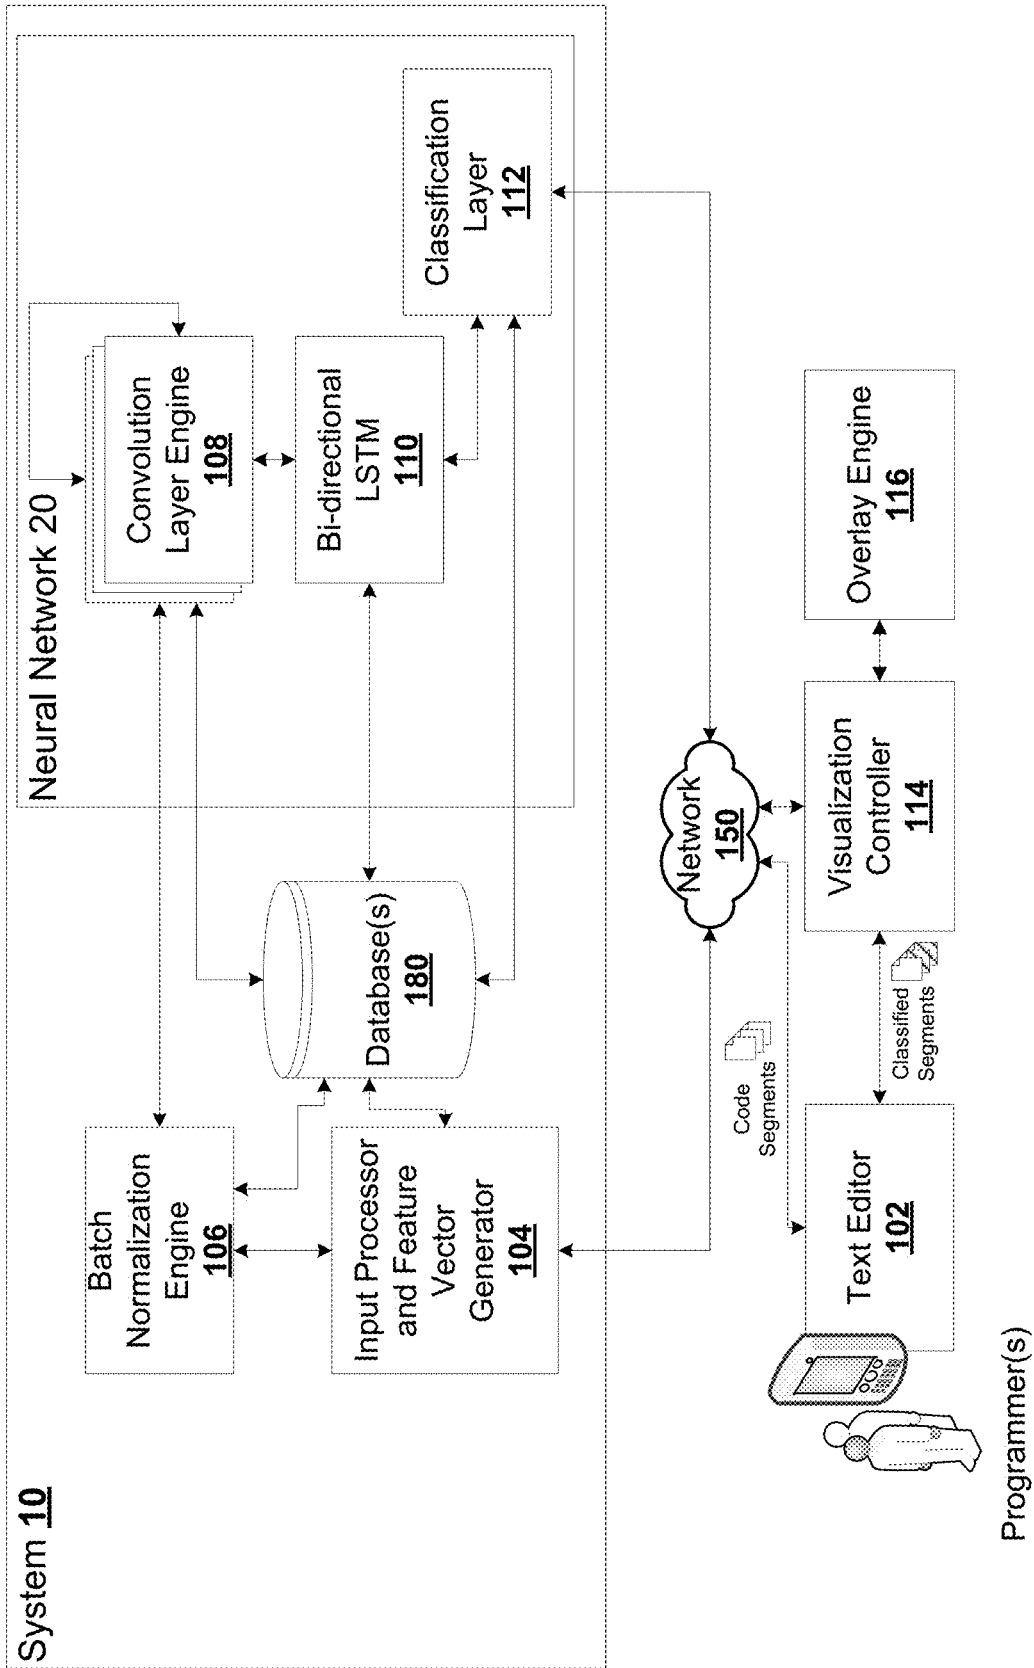 System 10
Neural Network 20
Batch
Normalization
Engine
106
Convolution
Layer Engine
108
Input Processor
and Feature
Vector
Generator
104
Database(s)
180
Bi-directional
LSTM
110
Classification
Layer
112
Network
150
Code
Segments
Text Editor
102
Classified
Segments
Visualization
Controller
114
Overlay Engine
116
Programmer(s)